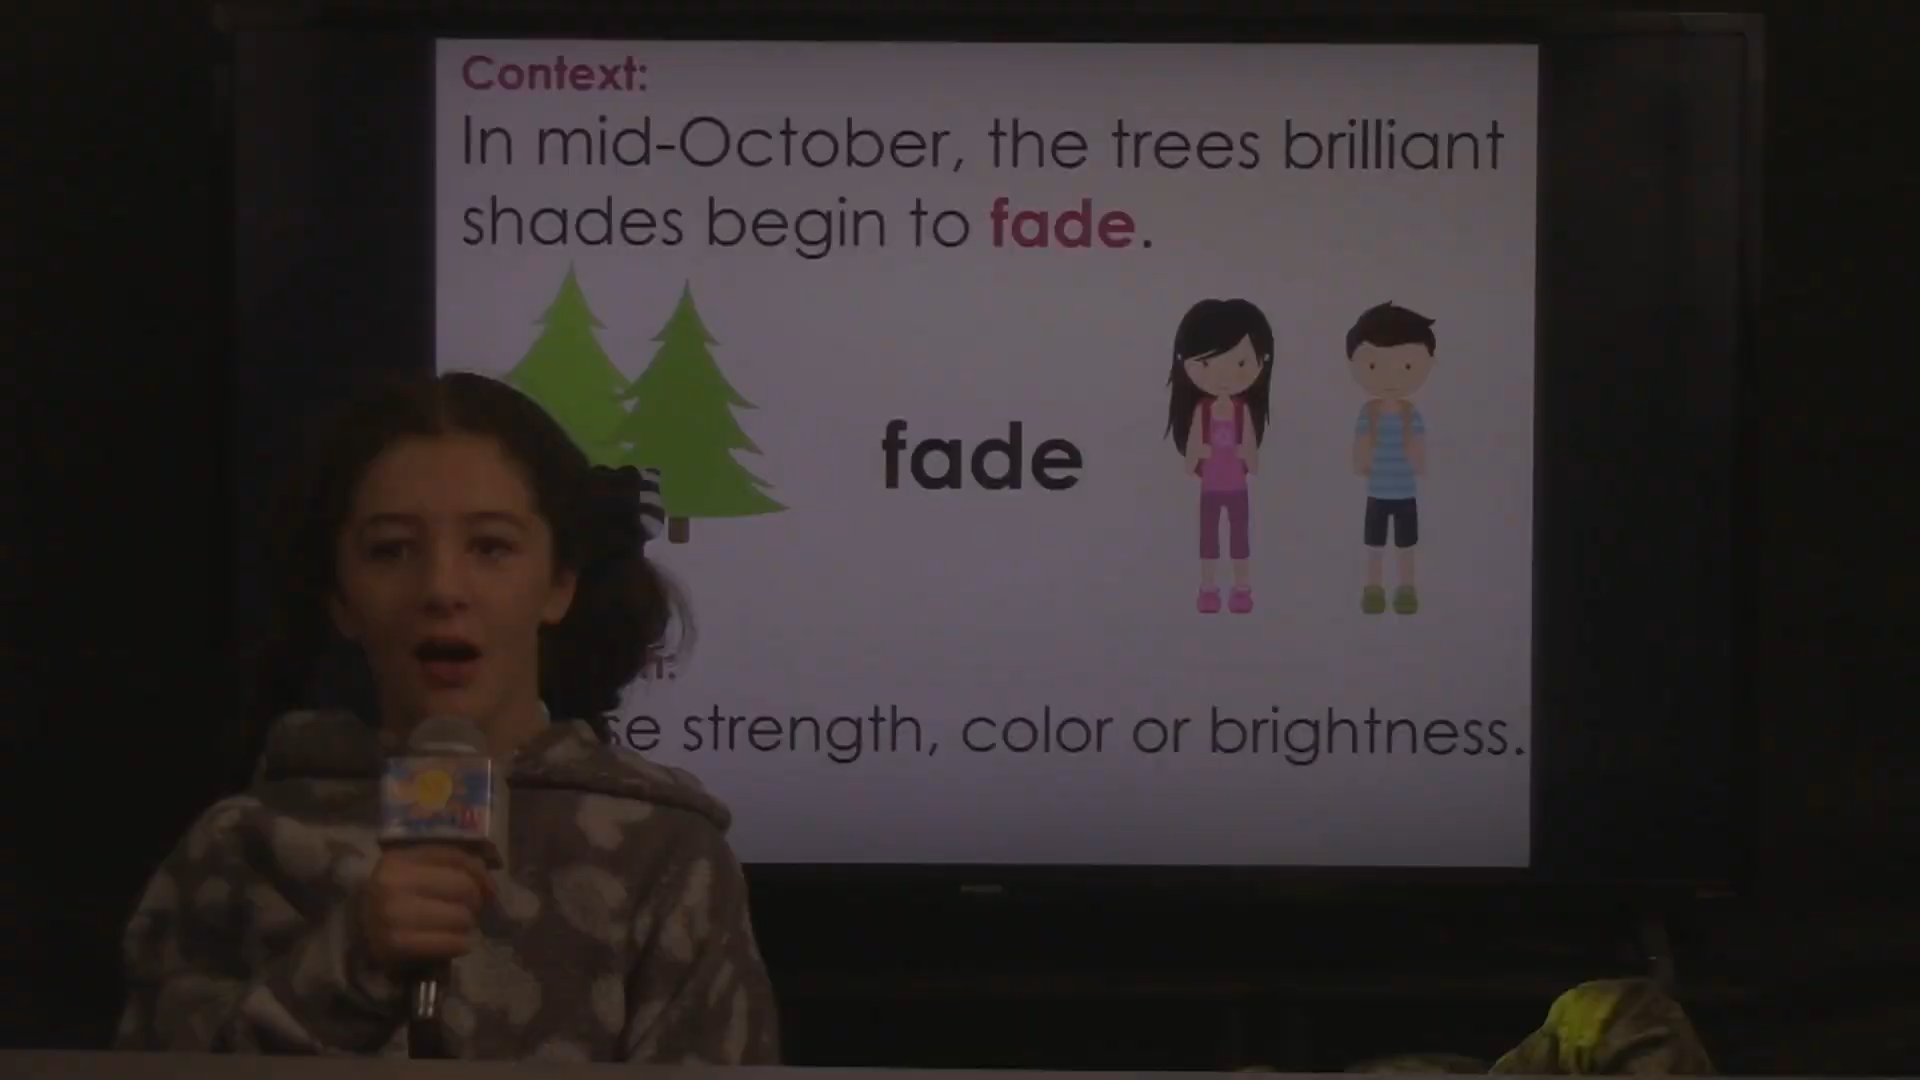 Context:
In mid-October, the trees brilliant
shades begin to fade.
fade
strength, color or brightness.